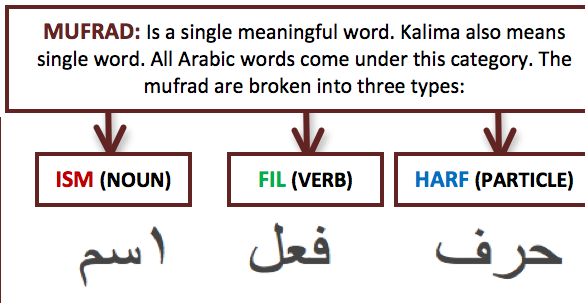 MUFRAD: Is a single meaningful word. Kalima also means
single word. All Arabic words come under this category. The
mufrad are broken into three types:
ISM (NOUN)
FIL (VERB)
HARF (PARTICLE)
اسم
فعل
حرف